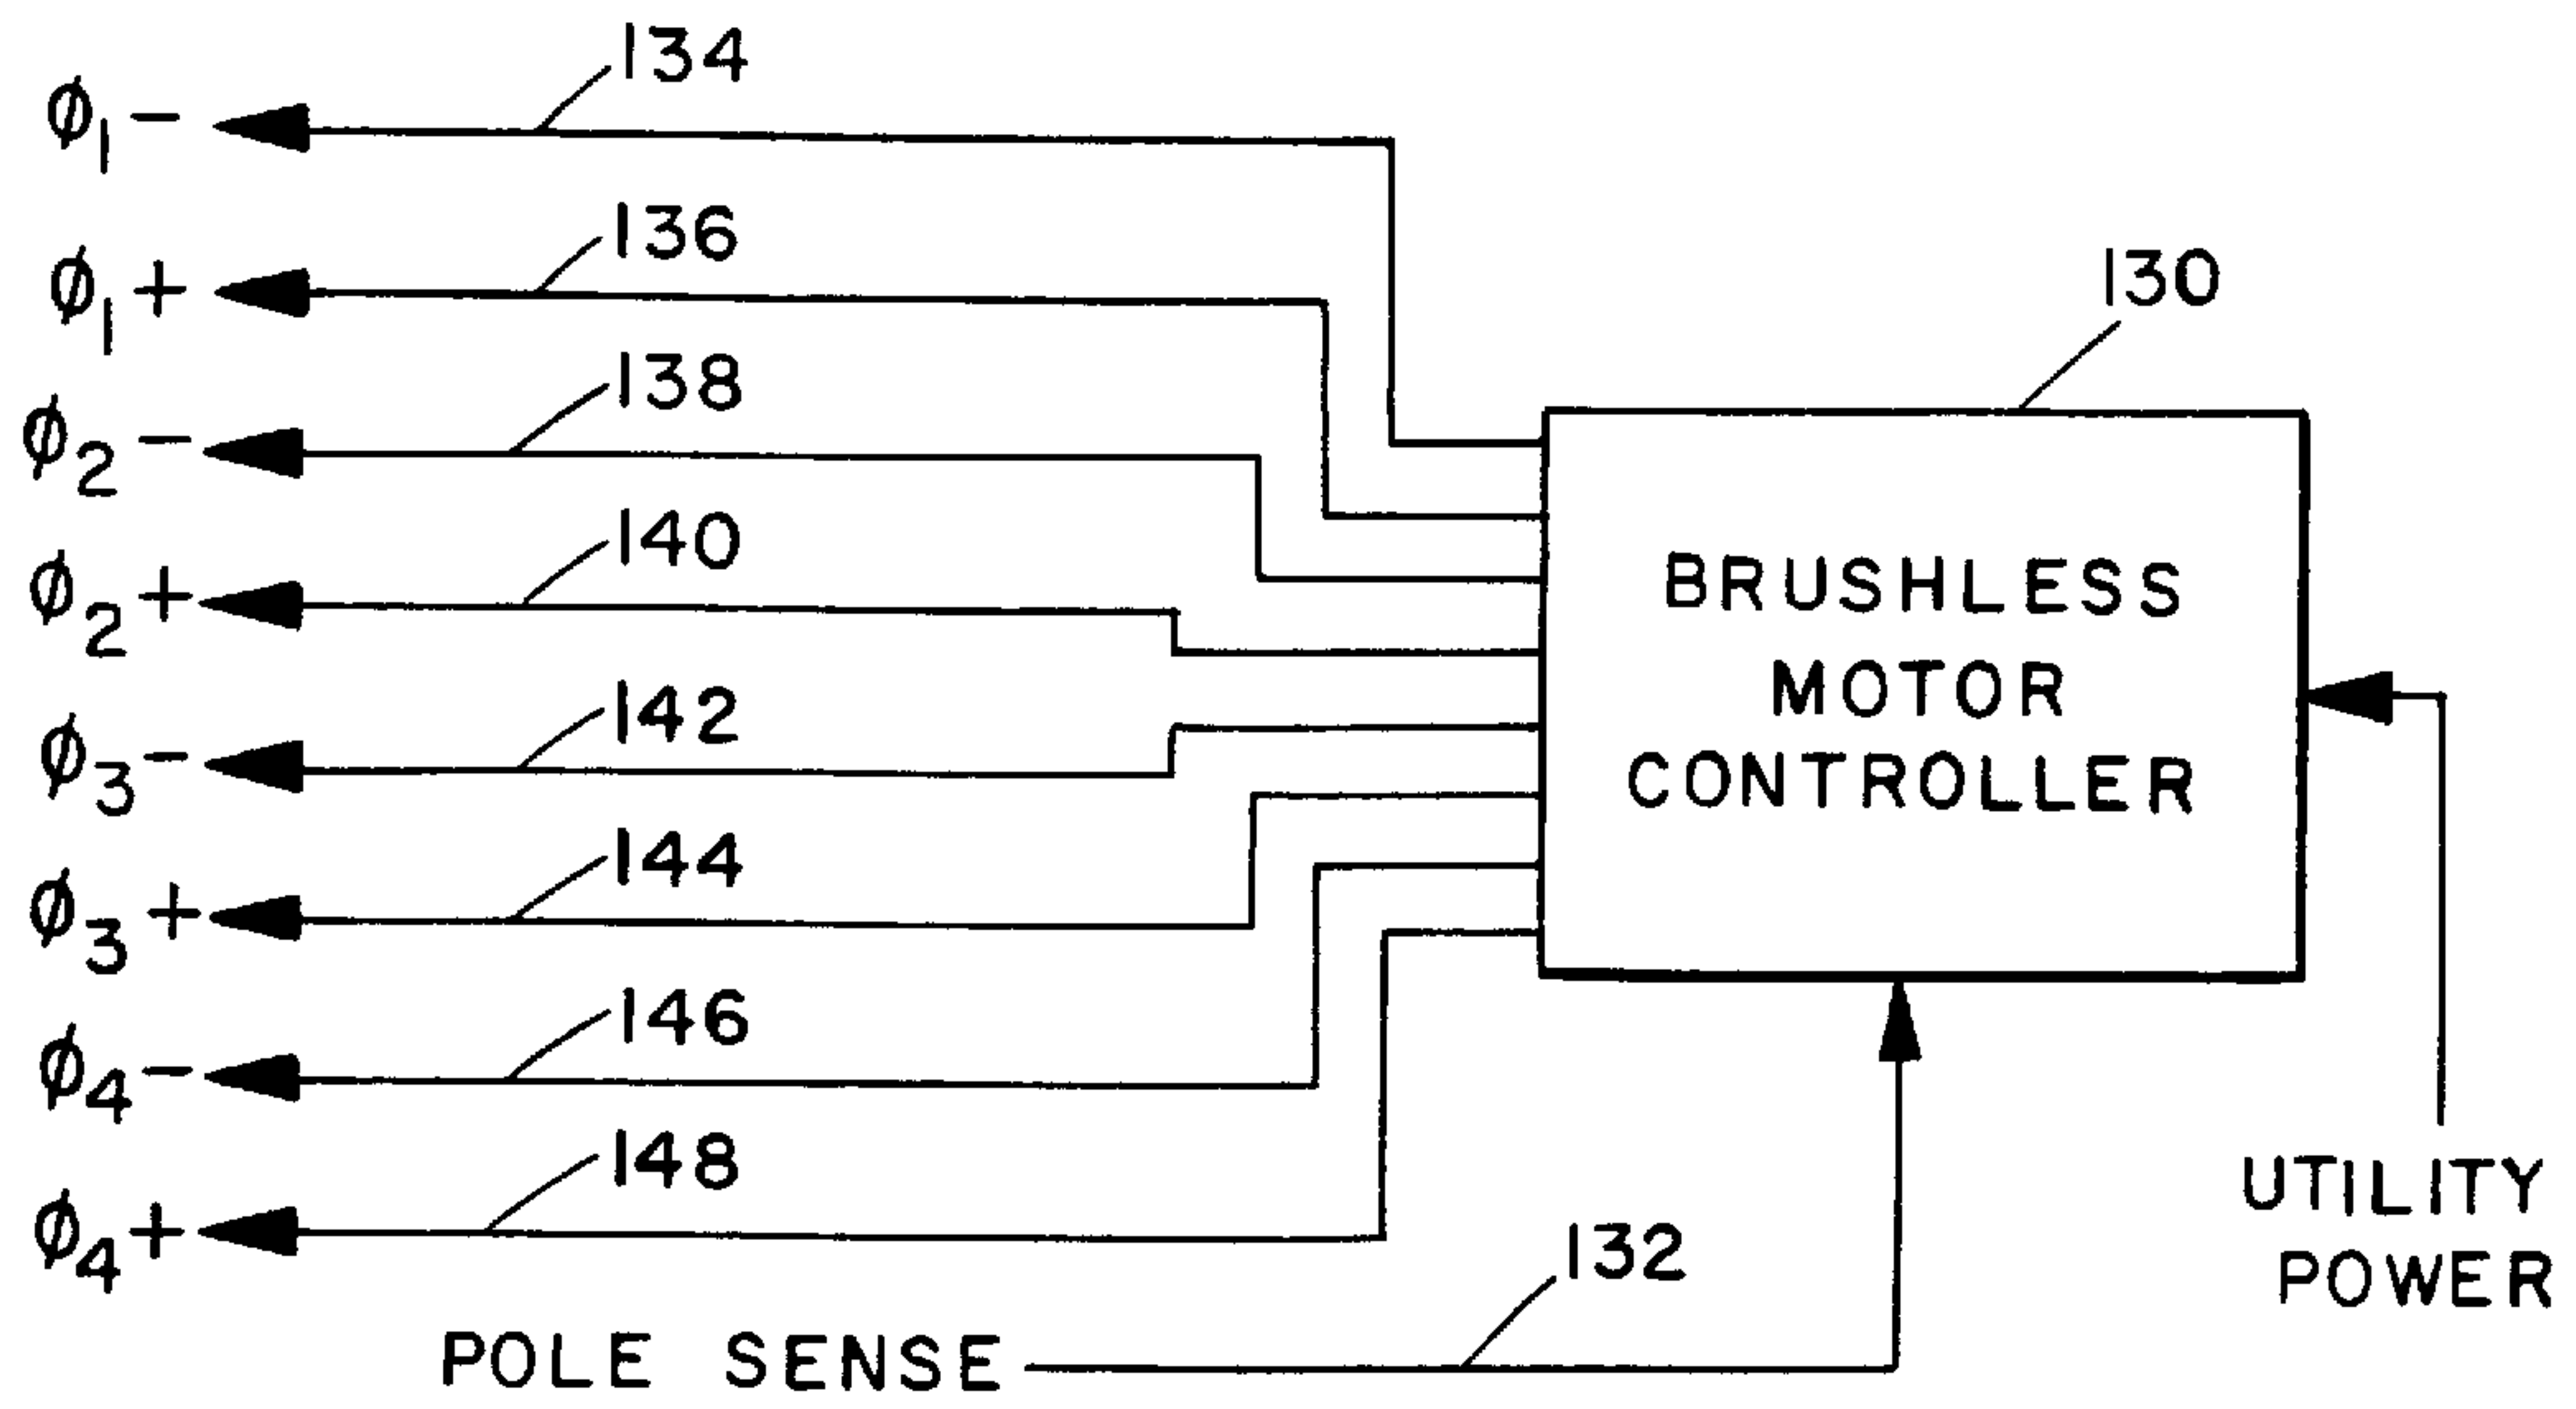 134
ϕ1-
136
ϕ1+
130
138
ϕ2-
140
ϕ2+
BRUSHLESS
MOTOR
CONTROLLER
142
ϕ3-
144
ϕ3+
146
ϕ4-
148
ϕ4+
UTILITY
POWER
132
POLE SENSE